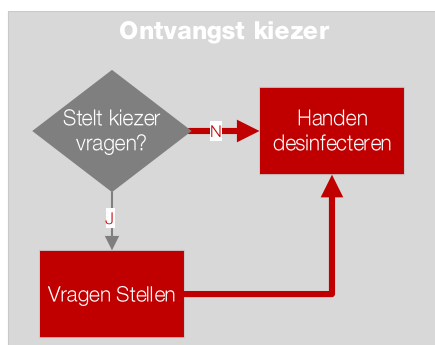 Ontvangst kiezer
Stelt kiezer
vragen?
N
Handen
desinfecteren
J
Vragen Stellen